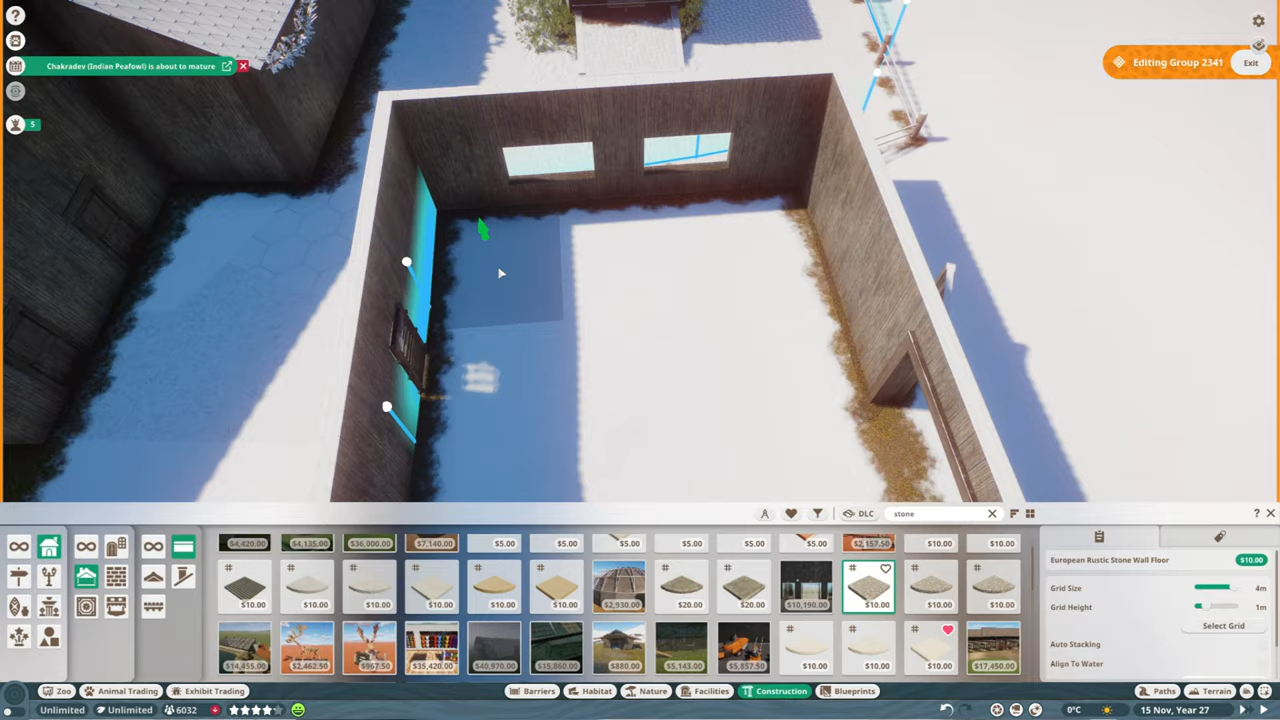 ?
Chakradev (Indian Peafowl) is about to mature
5
Editing Group 2341
Exit
DLC
stone
?
$4,420.00
$4,135.00
$36,000.00
$7,140.00
$5.00
$5.00
$5.00
$5.00
$5.00
$5.00
$2,157.50
$10.00
$10.00
$10.00
$10.00
$10.00
$10.00
$10.00
$10.00
$2,930.00
$20.00
$20.00
$10,190.00
$10.00
$10.00
$10.00
$14,455.00
$2,462.50
$967.50
$35,420.00
$40,970.00
$15,860.00
$880.00
$5,143.00
$5,857.50
$10.00
$10.00
$10.00
$17,450.00
European Rustic Stone Wall Floor
$10.00
Grid Size
4m
Grid Height
1m
Select Grid
Auto Stacking
Align To Water
Zoo
Animal Trading
Exhibit Trading
Barriers
Habitat
Nature
Facilities
Construction
Blueprints
Paths
Terrain
Unlimited
Unlimited
6032
0°C
15 Nov, Year 27